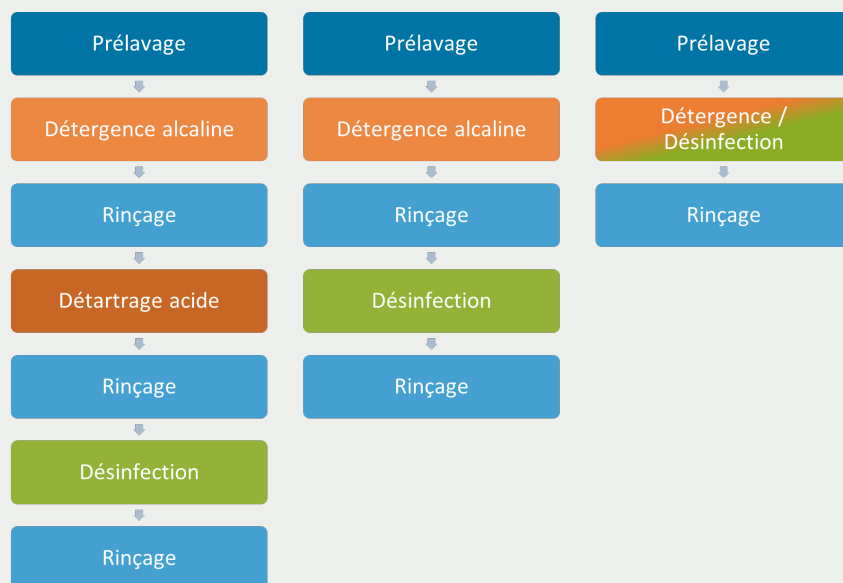 Prélavage
Détergence alcaline
Rinçage
Détartrage acide
Rinçage
Désinfection
Rinçage
Prélavage
Détergence alcaline
Rinçage
Désinfection
Rinçage
Prélavage
Détergence /
Désinfection
Rinçage